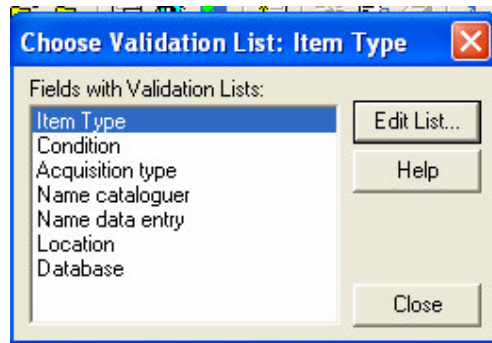 Choose Validation List: Item Type
Fields with Validation Lists:
Item Type
Condition
Acquisition type
Name cataloguer
Name data entry
Location
Database
Edit List...
Help
Close